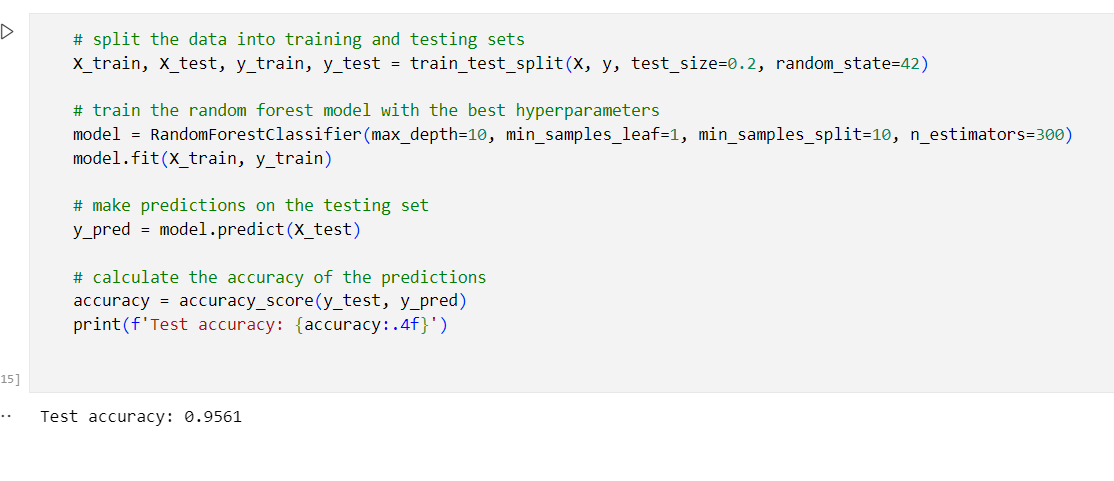 # split the data into training and testing sets
X_train, X_test, y_train, y_test = train_test_split(X, y, test_size=0.2, random_state=42)
# train the random forest model with the best hyperparameters
model = RandomForestClassifier(max_depth=10, min_samples_leaf=1, min_samples_split=10, n_estimators=300)
model.fit(X_train, y_train)
# make predictions on the testing set
y_pred = model.predict(X_test)
# calculate the accuracy of the predictions
accuracy = accuracy_score(y_test, y_pred)
print(f'Test accuracy: {accuracy:.4f}')
15]
Test accuracy: 0.9561